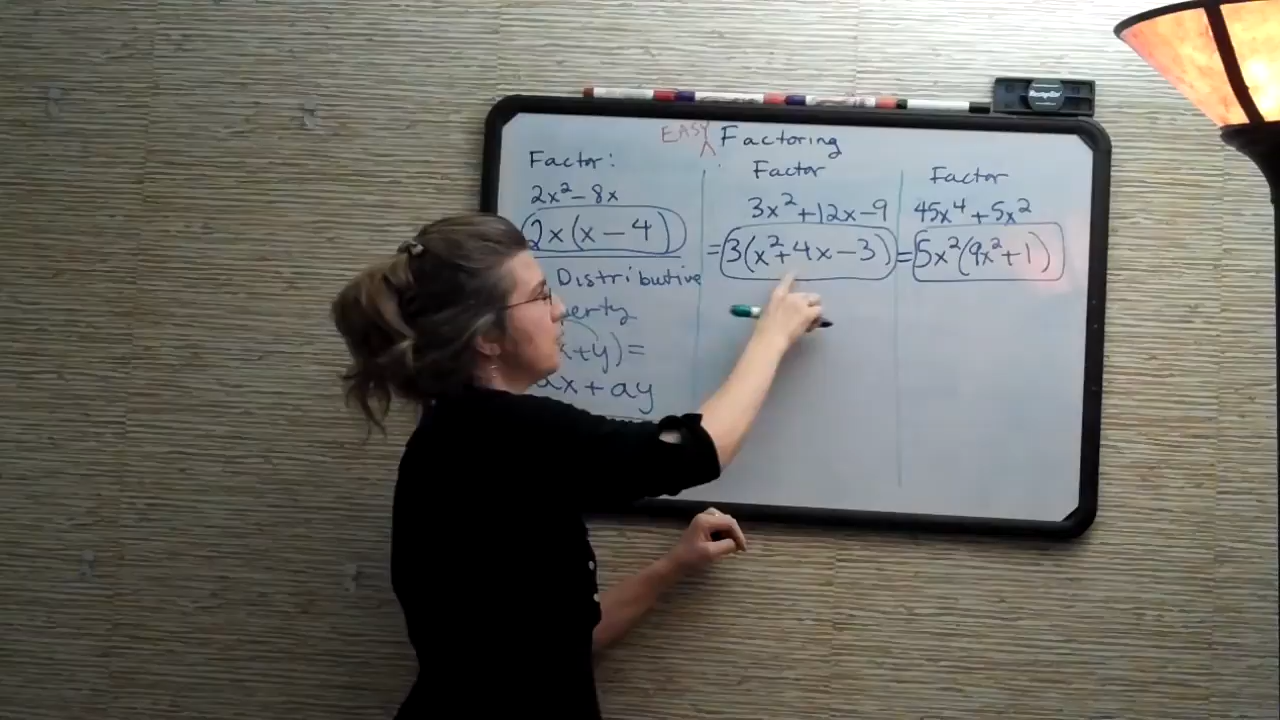 EASY Factoring
Factor:
2x² - 8x
2x(x - 4)
Distributive
erty
x+y) =
ax + ay
Factor
3x² + 12x - 9
= 3(x² + 4x - 3)
Factor
45x⁴ + 5x²
= 5x²(9x² + 1)